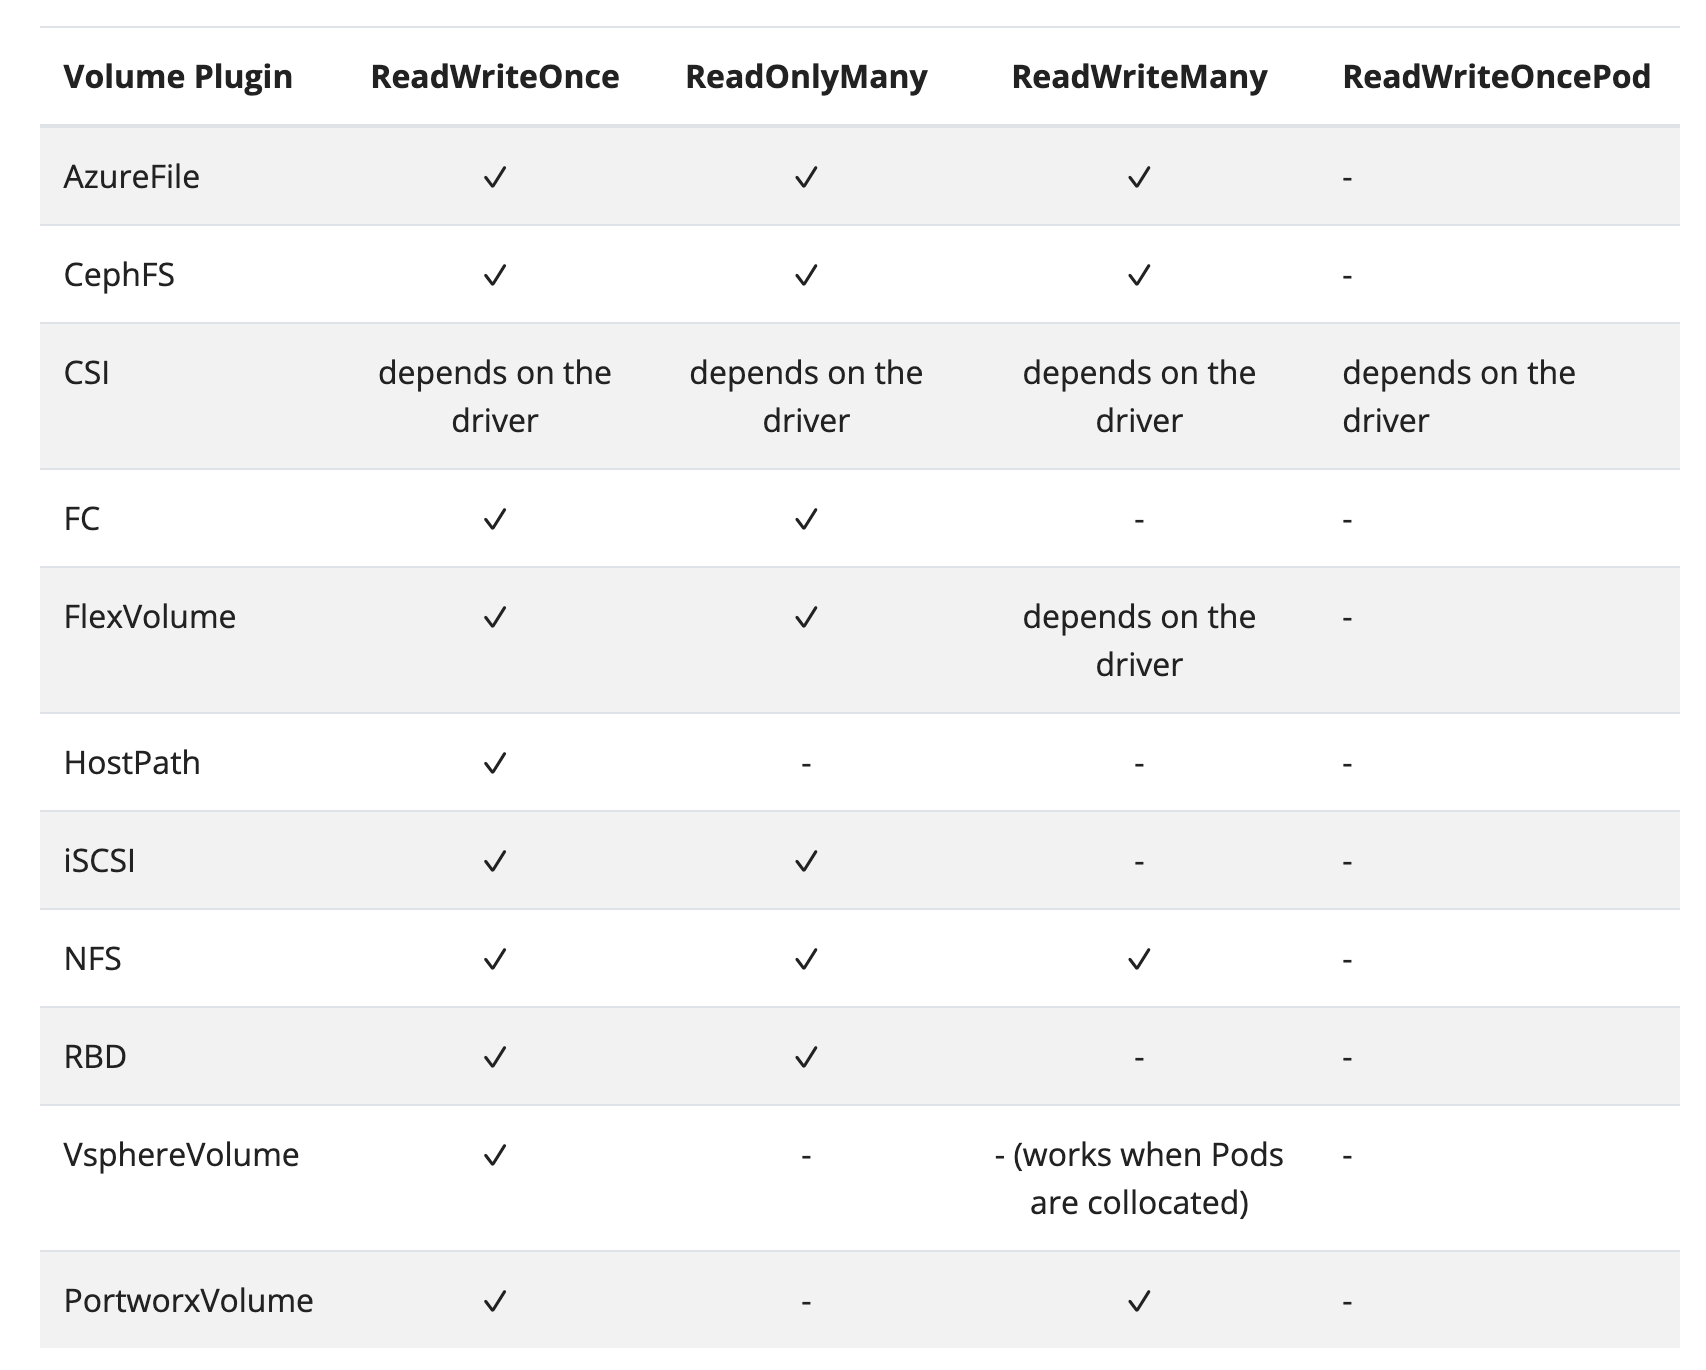 Volume Plugin ReadWriteOnce ReadOnlyMany ReadWriteMany ReadWriteOncePod
AzureFile ✓ ✓ ✓ -
CephFS ✓ ✓ ✓ -
CSI depends on the driver depends on the driver depends on the driver depends on the driver
FC ✓ ✓ - -
FlexVolume ✓ ✓ depends on the driver -
HostPath ✓ - - -
iSCSI ✓ ✓ - -
NFS ✓ ✓ ✓ -
RBD ✓ ✓ - -
VsphereVolume ✓ - - (works when Pods are collocated) -
PortworxVolume ✓ - ✓ -